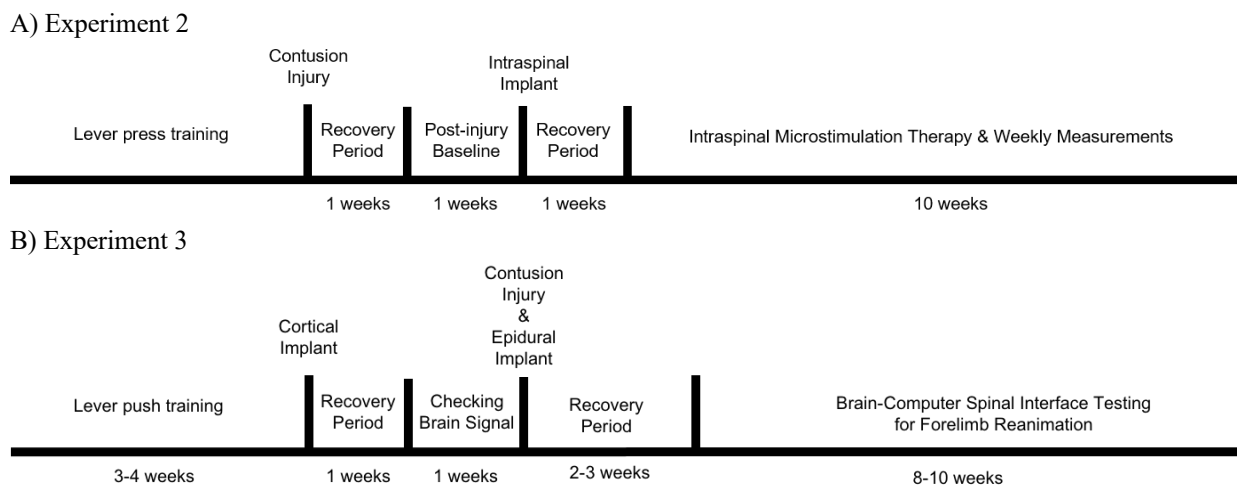 A) Experiment 2
Contusion
Injury
Intraspinal
Implant
Lever press training
Recovery
Period
Post-injury
Baseline
Recovery
Period
Intraspinal Microstimulation Therapy & Weekly Measurements
1 weeks
1 weeks
1 weeks
10 weeks
B) Experiment 3
Cortical
Implant
Contusion
Injury
&
Epidural
Implant
Lever push training
Recovery
Period
Checking
Brain Signal
Recovery
Period
Brain-Computer Spinal Interface Testing
for Forelimb Reanimation
3-4 weeks
1 weeks
1 weeks
2-3 weeks
8-10 weeks